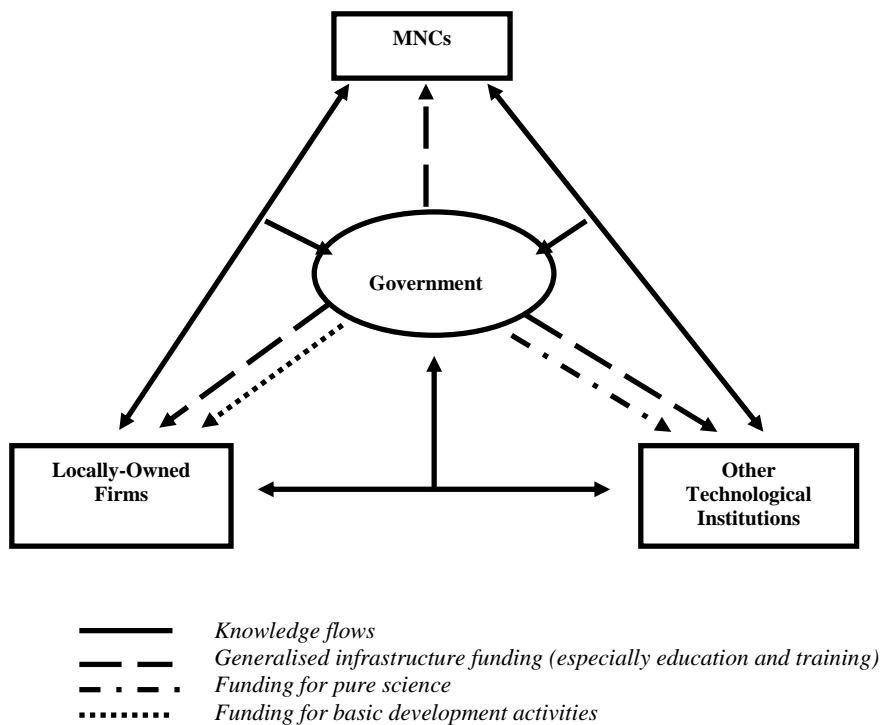 MNCs
Government
Locally-Owned
Firms
Other
Technological
Institutions
Knowledge flows
Generalised infrastructure funding (especially education and training)
Funding for pure science
Funding for basic development activities